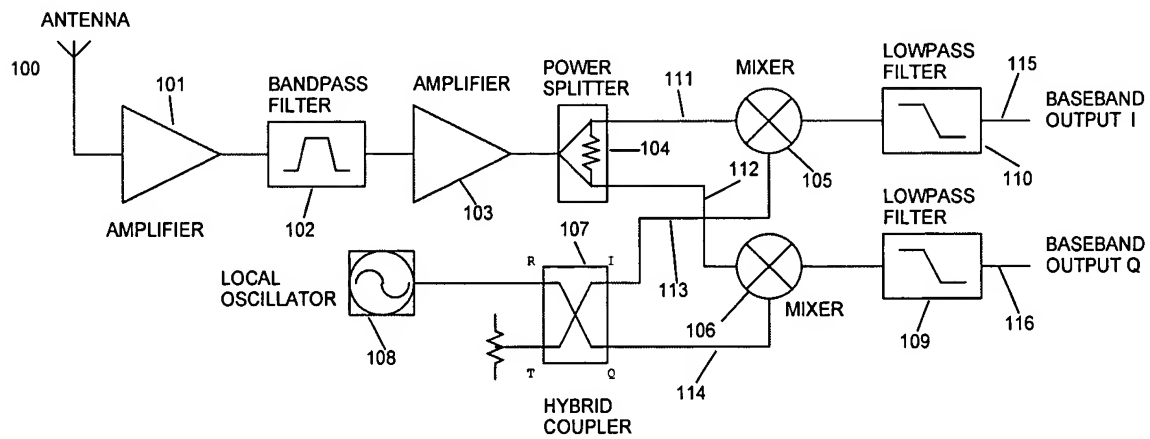 ANTENNA
100
101
AMPLIFIER
BANDPASS
FILTER
102
AMPLIFIER
103
POWER
SPLITTER
104
111
112
MIXER
105
LOWPASS
FILTER
110
115
BASEBAND
OUTPUT I
LOCAL
OSCILLATOR
108
107
R
I
T
Q
HYBRID
COUPLER
113
114
106
MIXER
LOWPASS
FILTER
109
116
BASEBAND
OUTPUT Q